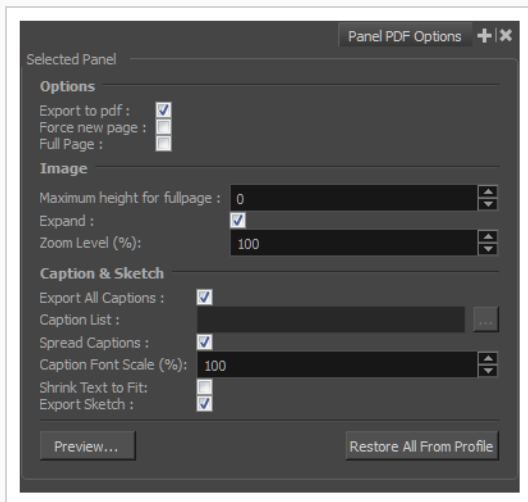 Panel PDF Options
Selected Panel
Options
Export to pdf :
Force new page :
Full Page :
Image
Maximum height for fullpage : 0
Expand :
Zoom Level (%): 100
Caption & Sketch
Export All Captions :
Caption List : ...
Spread Captions :
Caption Font Scale (%): 100
Shrink Text to Fit:
Export Sketch :
Preview... Restore All From Profile